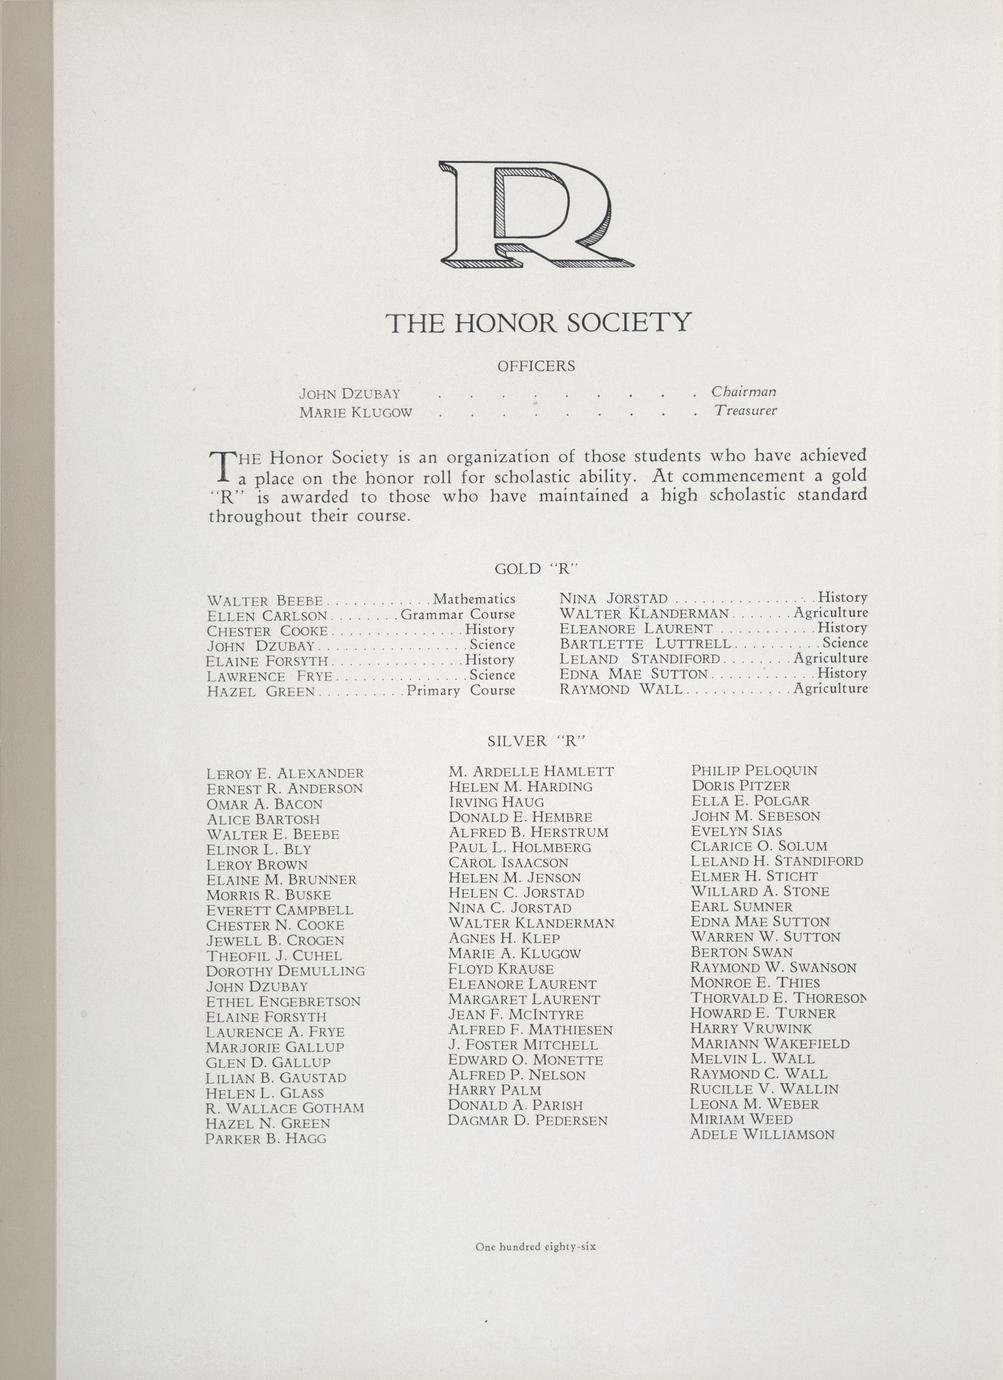 R
THE HONOR SOCIETY
OFFICERS
JOHN DZUBAY . . . . . . . . . Chairman
MARIE KLUGOW . . . . . . . . . Treasurer
THE Honor Society is an organization of those students who have achieved
a place on the honor roll for scholastic ability. At commencement a gold
“R” is awarded to those who have maintained a high scholastic standard
throughout their course.
GOLD “R”
WALTER BEEBE............Mathematics
ELLEN CARLSON........Grammar Course
CHESTER COOKE...............History
JOHN DZUBAY.................Science
ELAINE FORSYTH...............History
LAWRENCE FRYE...............Science
HAZEL GREEN..........Primary Course
NINA JORSTAD ................History
WALTER KLANDERMAN.......Agriculture
ELEANORE LAURENT ...........History
BARTLETTE LUTTRELL..........Science
LELAND STANDIFORD........Agriculture
EDNA MAE SUTTON............History
RAYMOND WALL............Agriculture
SILVER “R”
LEROY E. ALEXANDER
ERNEST R. ANDERSON
OMAR A. BACON
ALICE BARTOSH
WALTER E. BEEBE
ELINOR L. BLY
LEROY BROWN
ELAINE M. BRUNNER
MORRIS R. BUSKE
EVERETT CAMPBELL
CHESTER N. COOKE
JEWELL B. CROGEN
THEOFIL J. CUHEL
DOROTHY DEMULLING
JOHN DZUBAY
ETHEL ENGEBRETSON
ELAINE FORSYTH
LAURENCE A. FRYE
MARJORIE GALLUP
GLEN D. GALLUP
LILIAN B. GAUSTAD
HELEN L. GLASS
R. WALLACE GOTHAM
HAZEL N. GREEN
PARKER B. HAGG
M. ARDELLE HAMLETT
HELEN M. HARDING
IRVING HAUG
DONALD E. HEMBRE
ALFRED B. HERSTRUM
PAUL L. HOLMBERG
CAROL ISAACSON
HELEN M. JENSON
HELEN C. JORSTAD
NINA C. JORSTAD
WALTER KLANDERMAN
AGNES H. KLEP
MARIE A. KLUGOW
FLOYD KRAUSE
ELEANORE LAURENT
MARGARET LAURENT
JEAN F. MCINTYRE
ALFRED F. MATHIESEN
J. FOSTER MITCHELL
EDWARD O. MONETTE
ALFRED P. NELSON
HARRY PALM
DONALD A. PARISH
DAGMAR D. PEDERSEN
PHILIP PELOQUIN
DORIS PITZER
ELLA E. POLGAR
JOHN M. SEBESON
EVELYN SIAS
CLARICE O. SOLUM
LELAND H. STANDIFORD
ELMER H. STICHT
WILLARD A. STONE
EARL SUMNER
EDNA MAE SUTTON
WARREN W. SUTTON
BERTON SWAN
RAYMOND W. SWANSON
MONROE E. THIES
THORVALD E. THORESON
HOWARD E. TURNER
HARRY VRUWINK
MARIANN WAKEFIELD
MELVIN L. WALL
RAYMOND C. WALL
RUCILLE V. WALLIN
LEONA M. WEBER
MIRIAM WEED
ADELE WILLIAMSON
One hundred eighty-six